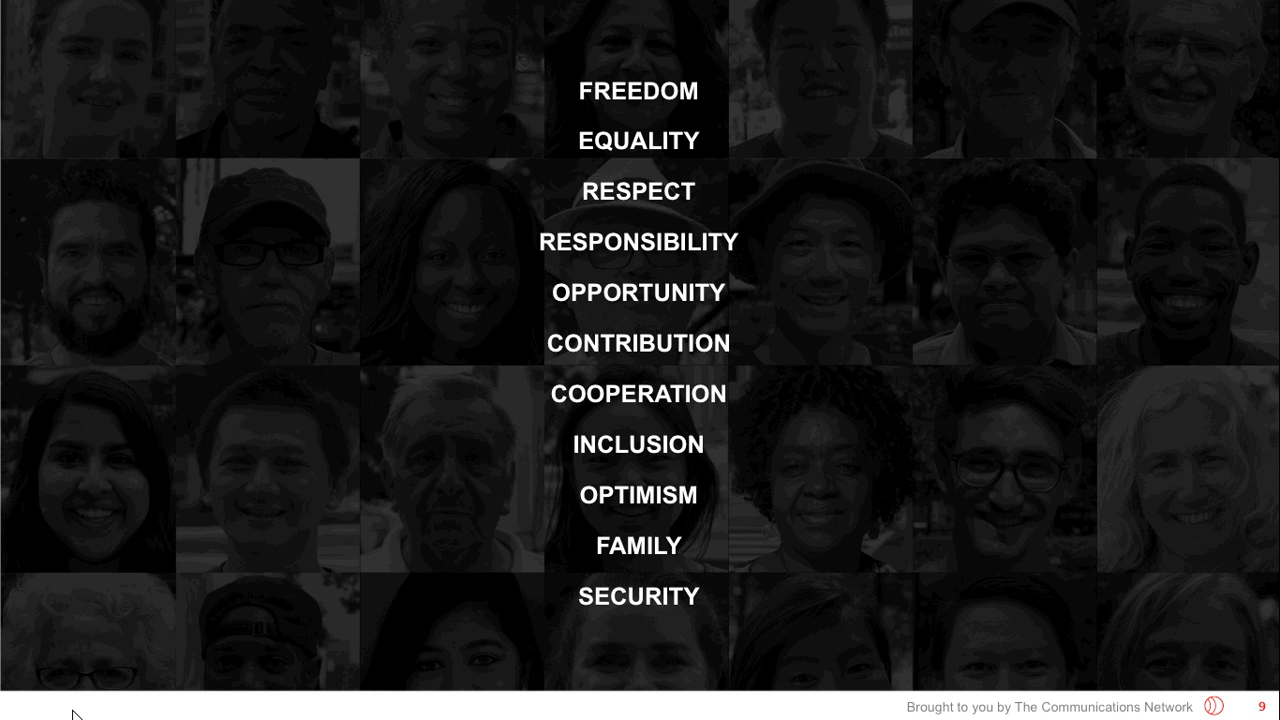 FREEDOM
EQUALITY
RESPECT
RESPONSIBILITY
OPPORTUNITY
CONTRIBUTION
COOPERATION
INCLUSION
OPTIMISM
FAMILY
SECURITY
Brought to you by The Communications Network
9